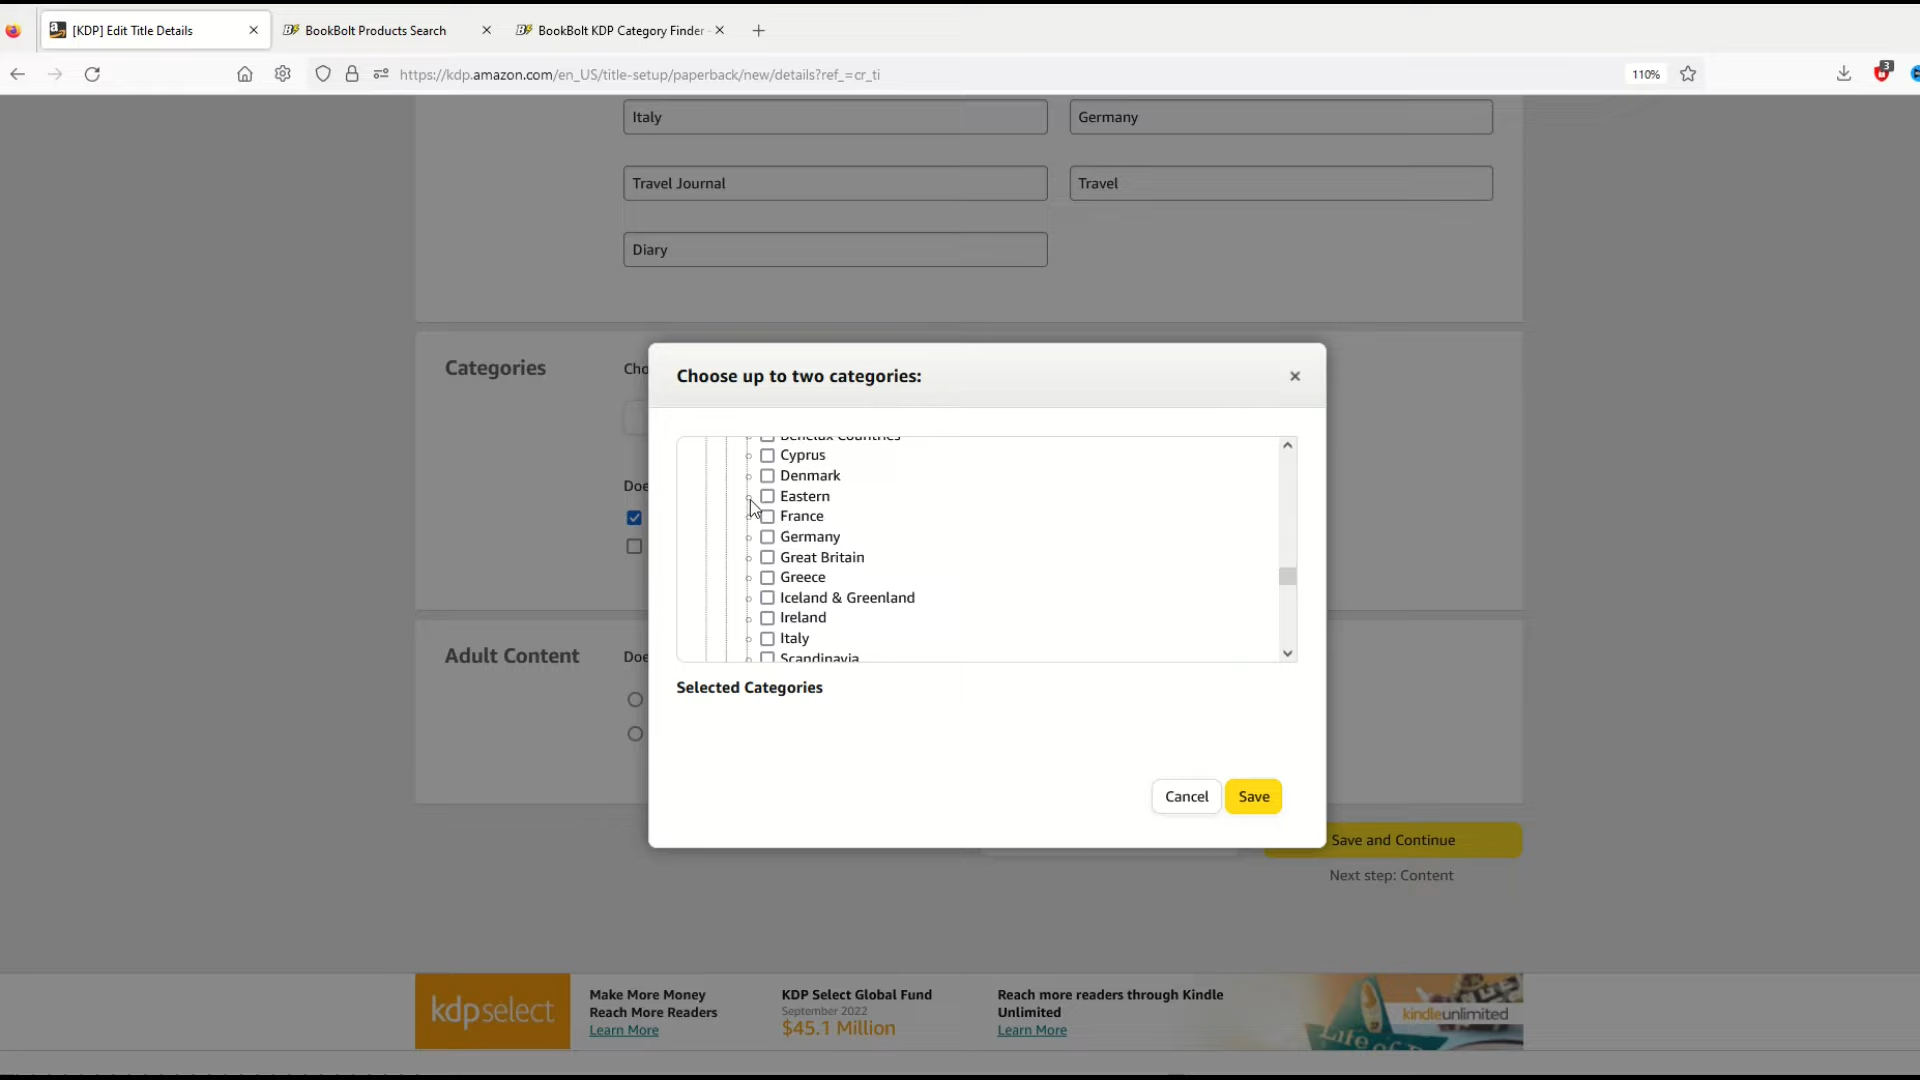 [KDP] Edit Title Details
BookBolt Products Search
BookBolt KDP Category Finder -
https://kdp.amazon.com/en_US/title-setup/paperback/new/details?ref_=cr_ti
110%
3
Italy
Germany
Travel Journal
Travel
Diary
Categories
Cho
Choose up to two categories:
Benelux Countries
Cyprus
Denmark
Eastern
France
Germany
Great Britain
Greece
Iceland & Greenland
Ireland
Italy
Scandinavia
Doe
Adult Content
Doe
Selected Categories
Cancel
Save
Save and Continue
Next step: Content
kdpselect
Make More Money
Reach More Readers
Learn More
KDP Select Global Fund
September 2022
$45.1 Million
Reach more readers through Kindle
Unlimited
Learn More
kindleunlimited